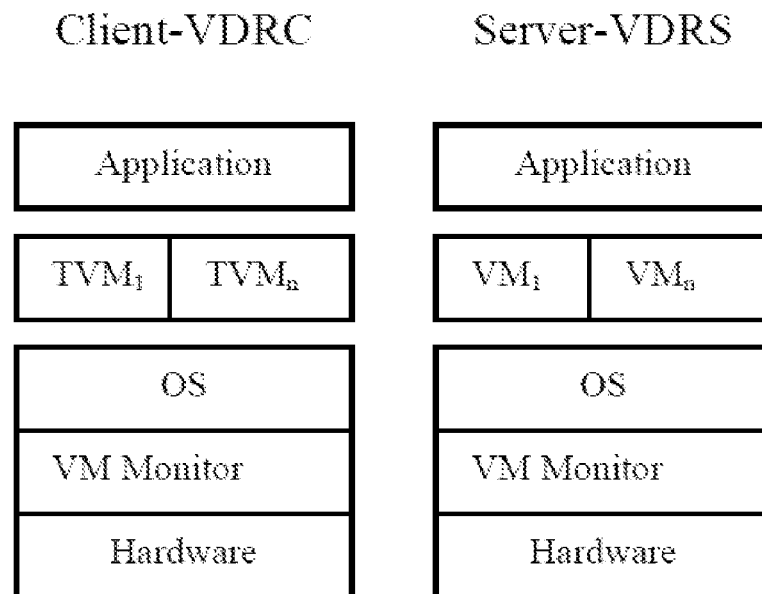 Client-VDRC
Application
TVM₁ TVMₙ
OS
VM Monitor
Hardware
Server-VDRS
Application
VM₁ VMₙ
OS
VM Monitor
Hardware